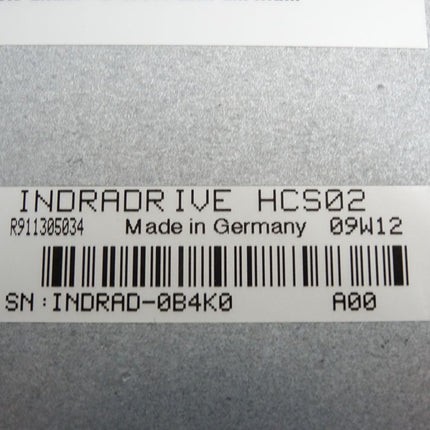 INDRADRIVE HCS02
R911305034 Made in Germany 09W12
SN:INDRAD-0B4K0 A00